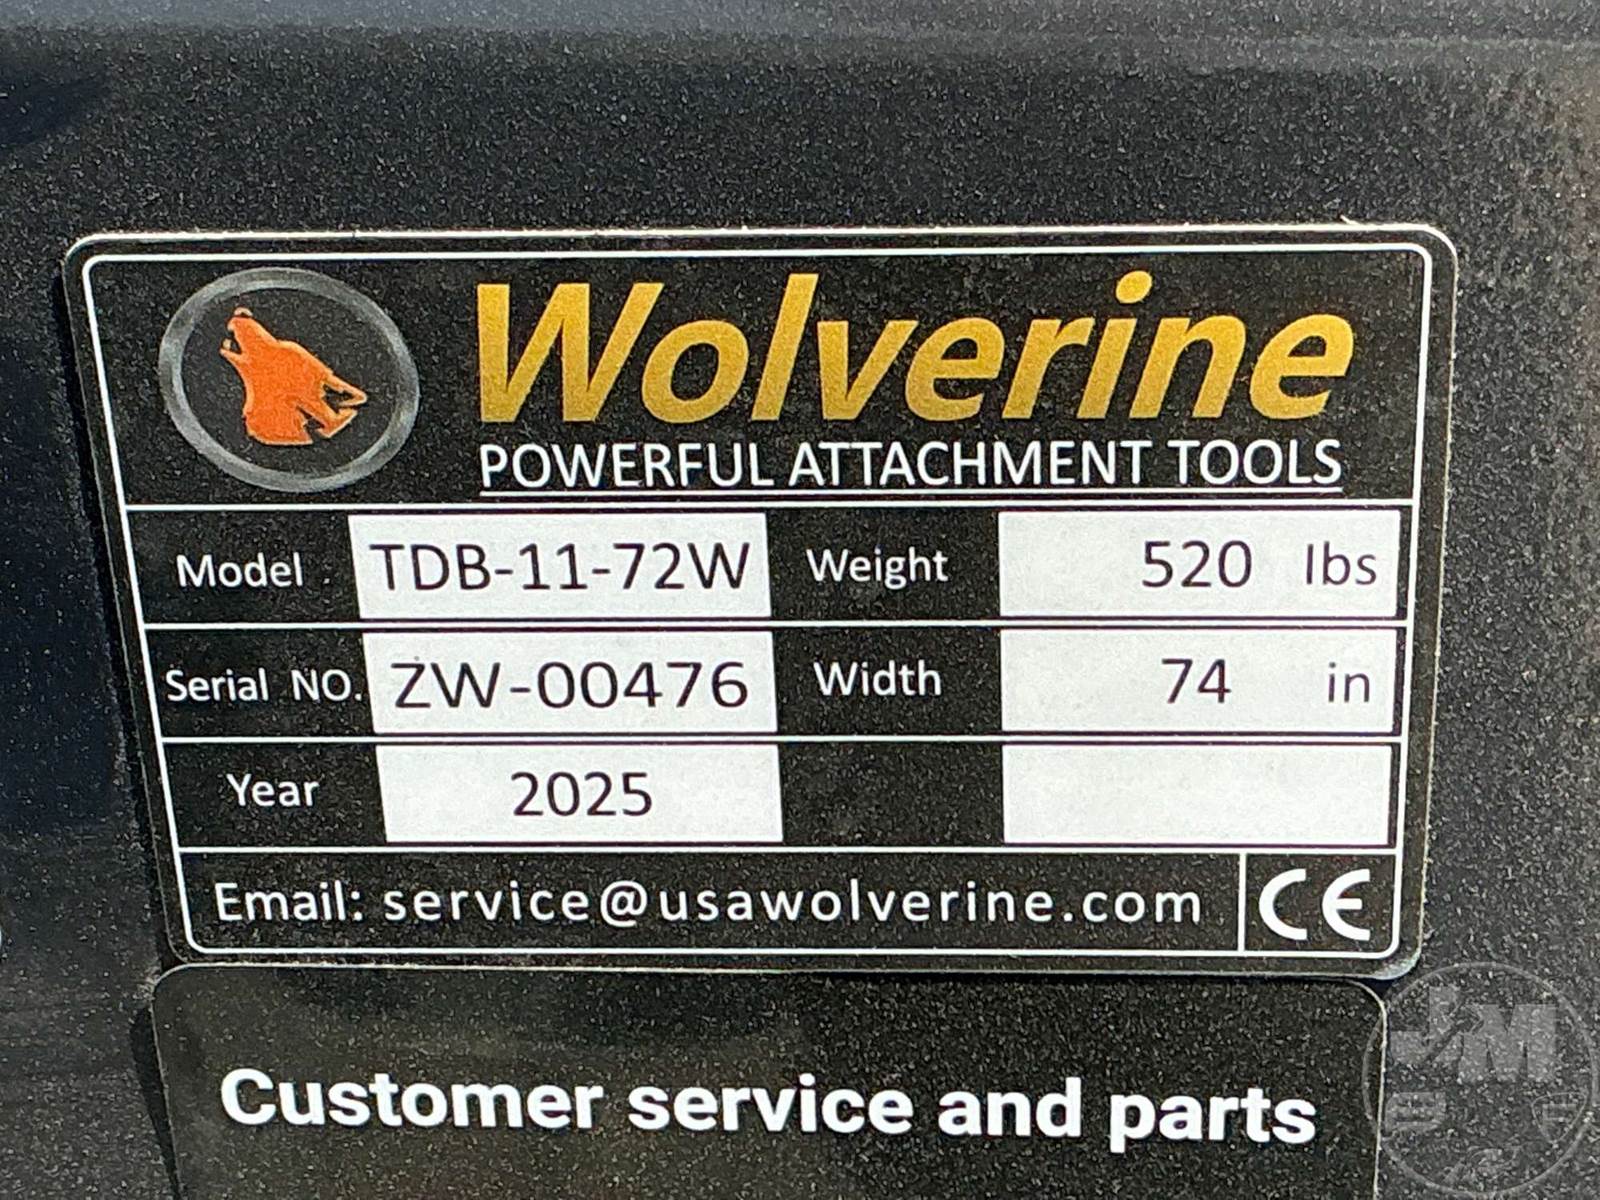 Wolverine
POWERFUL ATTACHMENT TOOLS
Model TDB-11-72W Weight 520 lbs
Serial NO. ZW-00476 Width 74 in
Year 2025
Email: service@usawolverine.com CE
Customer service and parts
JM